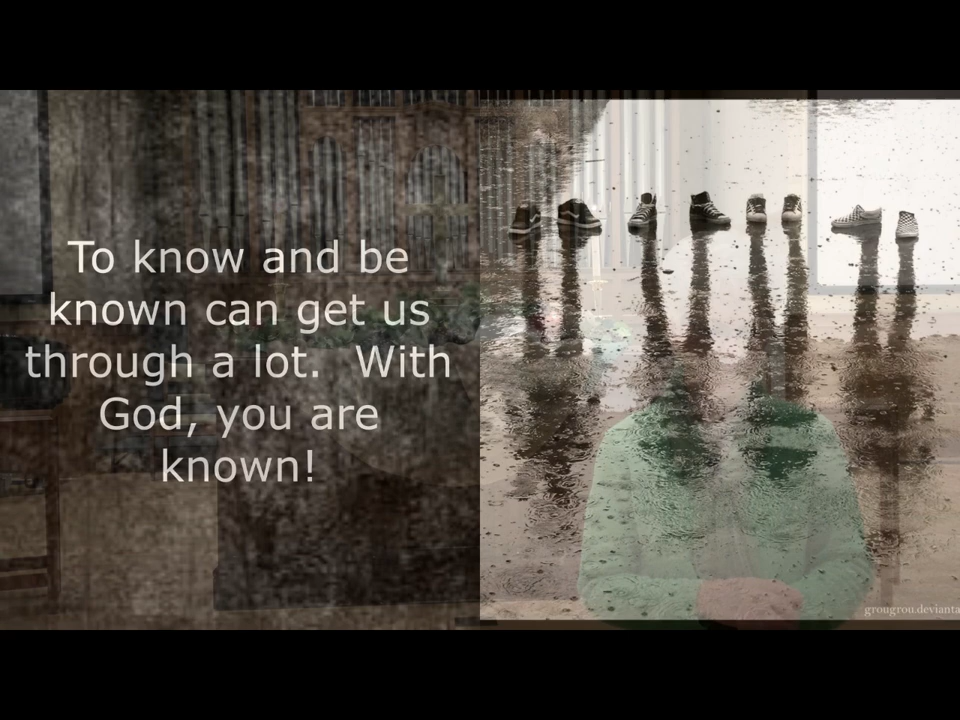 To know and be
known can get us
through a lot.  With
God, you are
known!
grougrou.devianta